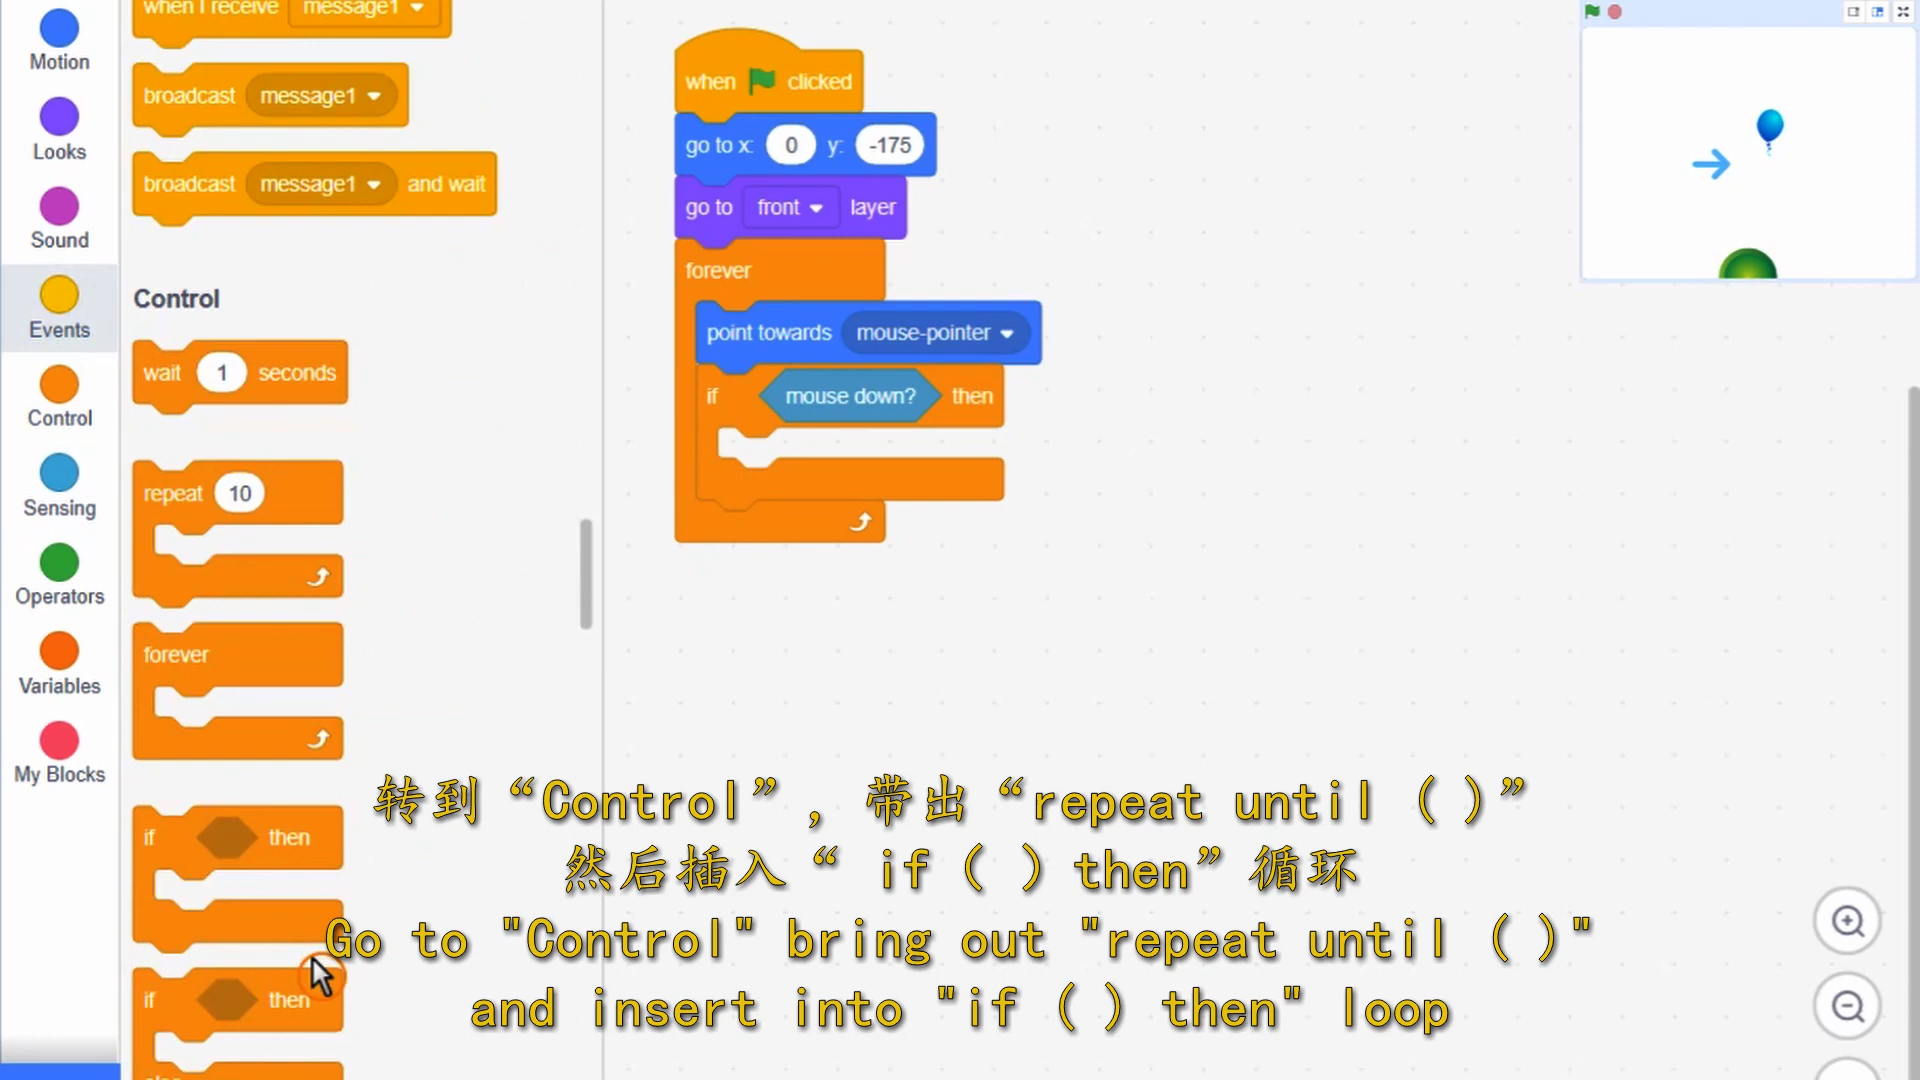 Motion
Looks
Sound
Events
Control
Sensing
Operators
Variables
My Blocks
when I receive message1
broadcast message1
broadcast message1 and wait
Control
wait 1 seconds
repeat 10
forever
if then
if then
when clicked
go to x: 0 y: -175
go to front layer
forever
point towards mouse-pointer
if mouse down? then
转到“Control”,带出“repeat until ( )”
然后插入“ if ( ) then”循环
Go to "Control" bring out "repeat until ( )"
and insert into "if ( ) then" loop